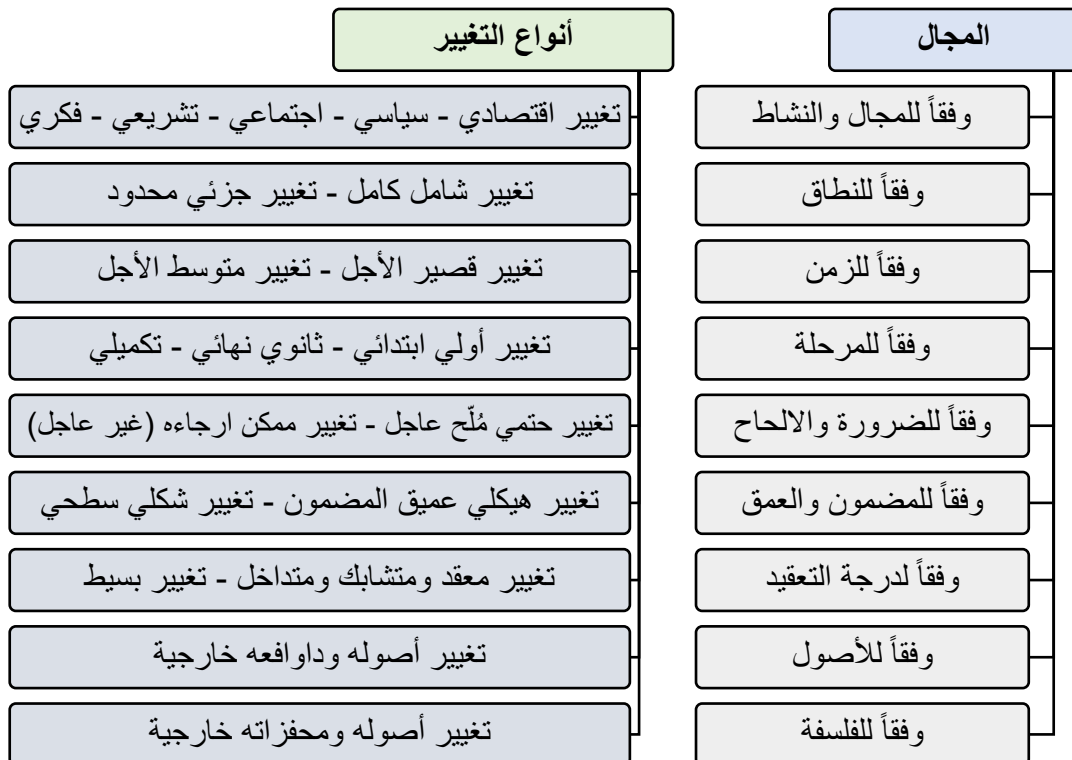 المجال
أنواع التغيير
وفقاً للمجال والنشاط
تغيير اقتصادي - سياسي - اجتماعي - تشريعي - فكري
وفقاً للنطاق
تغيير شامل كامل - تغيير جزئي محدود
وفقاً للزمن
تغيير قصير الأجل - تغيير متوسط الأجل
وفقاً للمرحلة
تغيير أولي ابتدائي - ثانوي نهائي - تكميلي
وفقاً للضرورة والالحاح
تغيير حتمي مُلّح عاجل - تغيير ممكن ارجاءه (غير عاجل)
وفقاً للمضمون والعمق
تغيير هيكلي عميق المضمون - تغيير شكلي سطحي
وفقاً لدرجة التعقيد
تغيير معقد ومتشابك ومتداخل - تغيير بسيط
وفقاً للأصول
تغيير أصوله وداوافعه خارجية
وفقاً للفلسفة
تغيير أصوله ومحفزاته خارجية